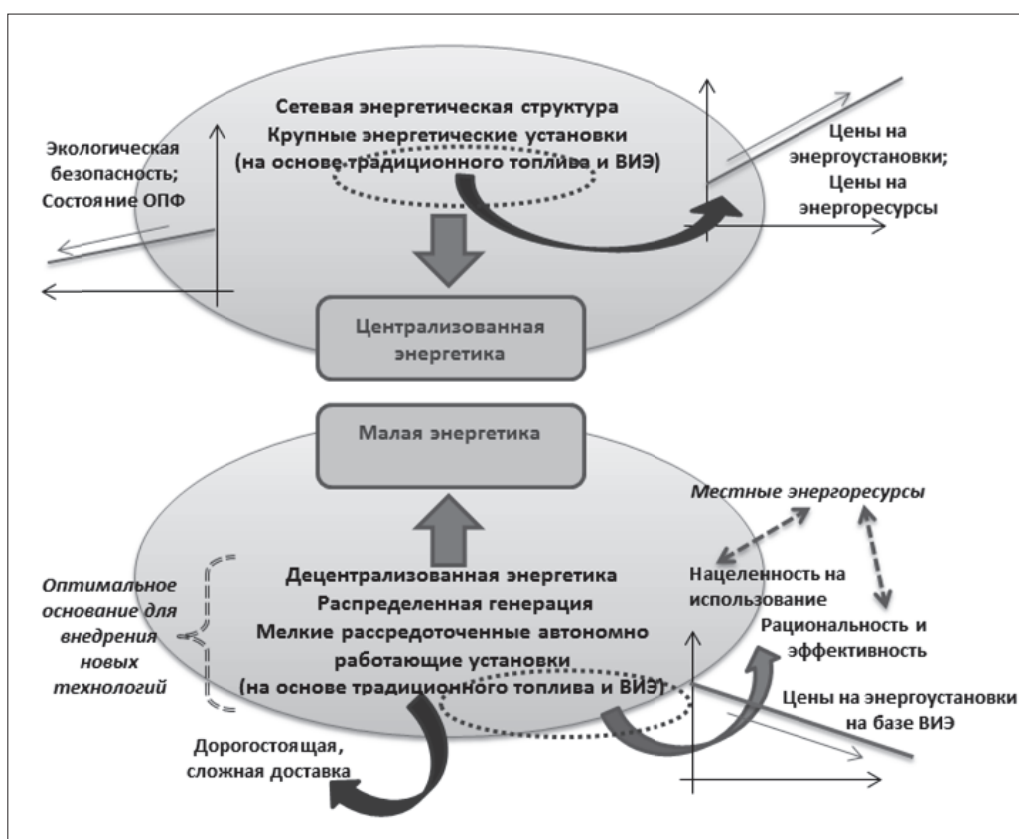 Сетевая энергетическая структура
Крупные энергетические установки
(на основе традиционного топлива и ВИЭ)
Экологическая
безопасность;
Состояние ОПФ
Цены на
энергоустановки;
Цены на
энергоресурсы
Централизованная
энергетика
Малая энергетика
Местные энергоресурсы
Нацеленность на
использование
Рациональность и
эффективность
Оптимальное
основание для
внедрения
новых
технологий
Децентрализованная энергетика
Распределенная генерация
Мелкие рассредоточенные автономно
работающие установки
(на основе традиционного топлива и ВИЭ)
Цены на энергоустановки
на базе ВИЭ
Дорогостоящая,
сложная доставка